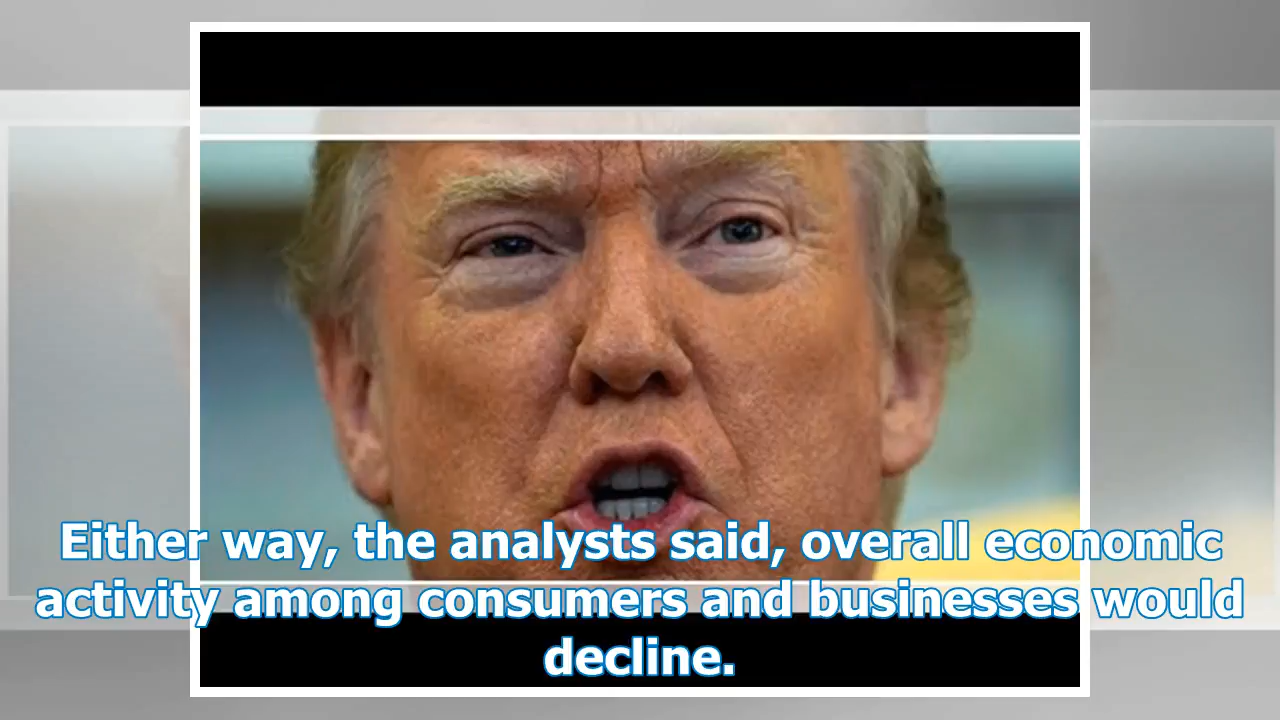 Either way, the analysts said, overall economic
activity among consumers and businesses would
decline.